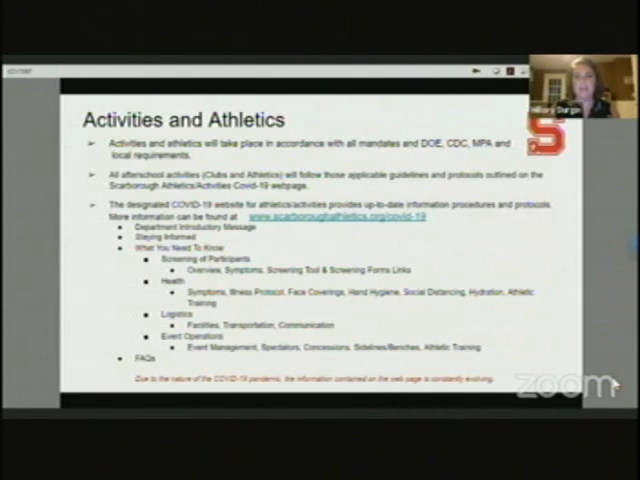 Hillary Durgin
Activities and Athletics
S
➢ Activities and athletics will take place in accordance with all mandates and DOE, CDC, MPA and
local requirements.
➢ All afterschool activities (Clubs and Athletics) will follow those applicable guidelines and protocols outlined on the
Scarborough Athletics/Activities Covid-19 webpage.
➢ The designated COVID-19 website for athletics/activities provides up-to-date information procedures and protocols.
More information can be found at www.scarboroughathletics.org/covid-19
● Department Introductory Message
● Staying Informed
● What You Need To Know
■ Screening of Participants
● Overview, Symptoms, Screening Tool & Screening Forms Links
■ Health
● Symptoms, Illness Protocol, Face Coverings, Hand Hygiene, Social Distancing, Hydration, Athletic
Training
■ Logistics
● Facilities, Transportation, Communication
■ Event Operations
● Event Management, Spectators, Concessions, Sidelines/Benches, Athletic Training
● FAQs
Due to the nature of the COVID-19 pandemic, the information contained on the web page is constantly evolving.
zoom